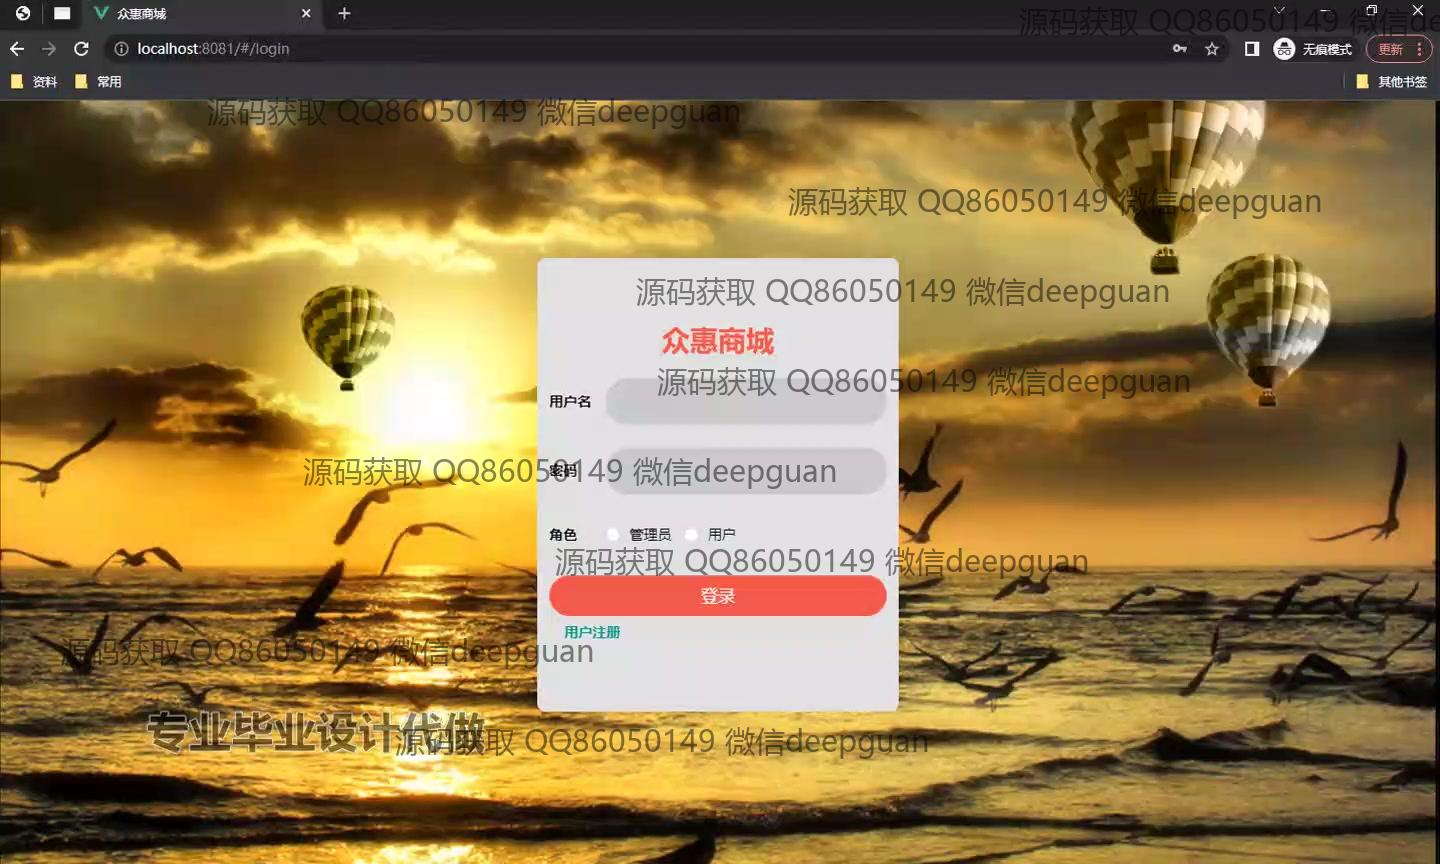 众惠商城
源码获取 QQ86050149 微信de
localhost:8081/#/login
无痕模式
更新
资料
常用
其他书签
源码获取 QQ86050149 微信deepguan
源码获取 QQ86050149 微信deepguan
源码获取 QQ86050149 微信deepguan
众惠商城
源码获取 QQ86050149 微信deepguan
用户名
密码
源码获取 QQ86050149 微信deepguan
角色
管理员
用户
源码获取 QQ86050149 微信deepguan
登录
用户注册
源码获取 QQ86050149 微信deepguan
专业毕业设计代做
源码获取 QQ86050149 微信deepguan